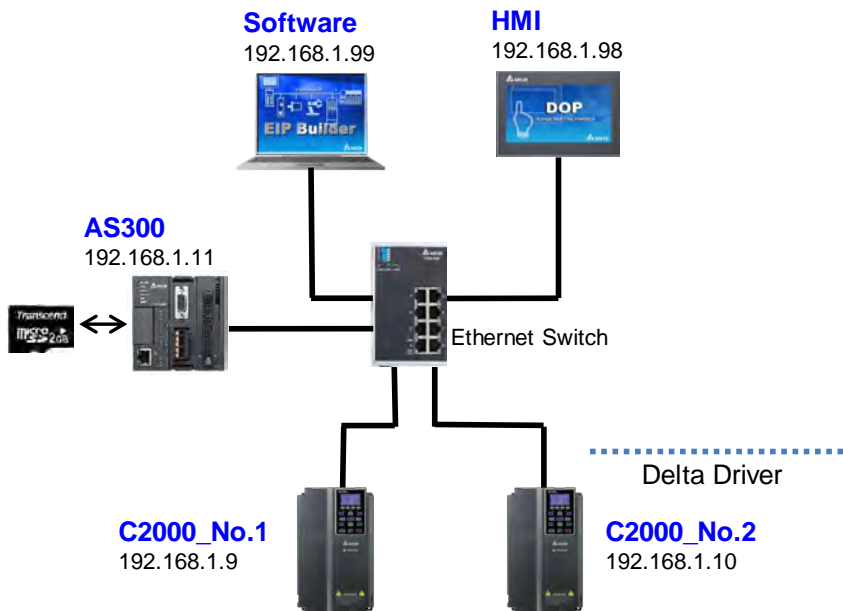 Software
192.168.1.99
HMI
192.168.1.98
EIP Builder
DOP
AS300
192.168.1.11
Transcend
micro
2GB
Ethernet Switch
Delta Driver
C2000_No.1
192.168.1.9
C2000_No.2
192.168.1.10